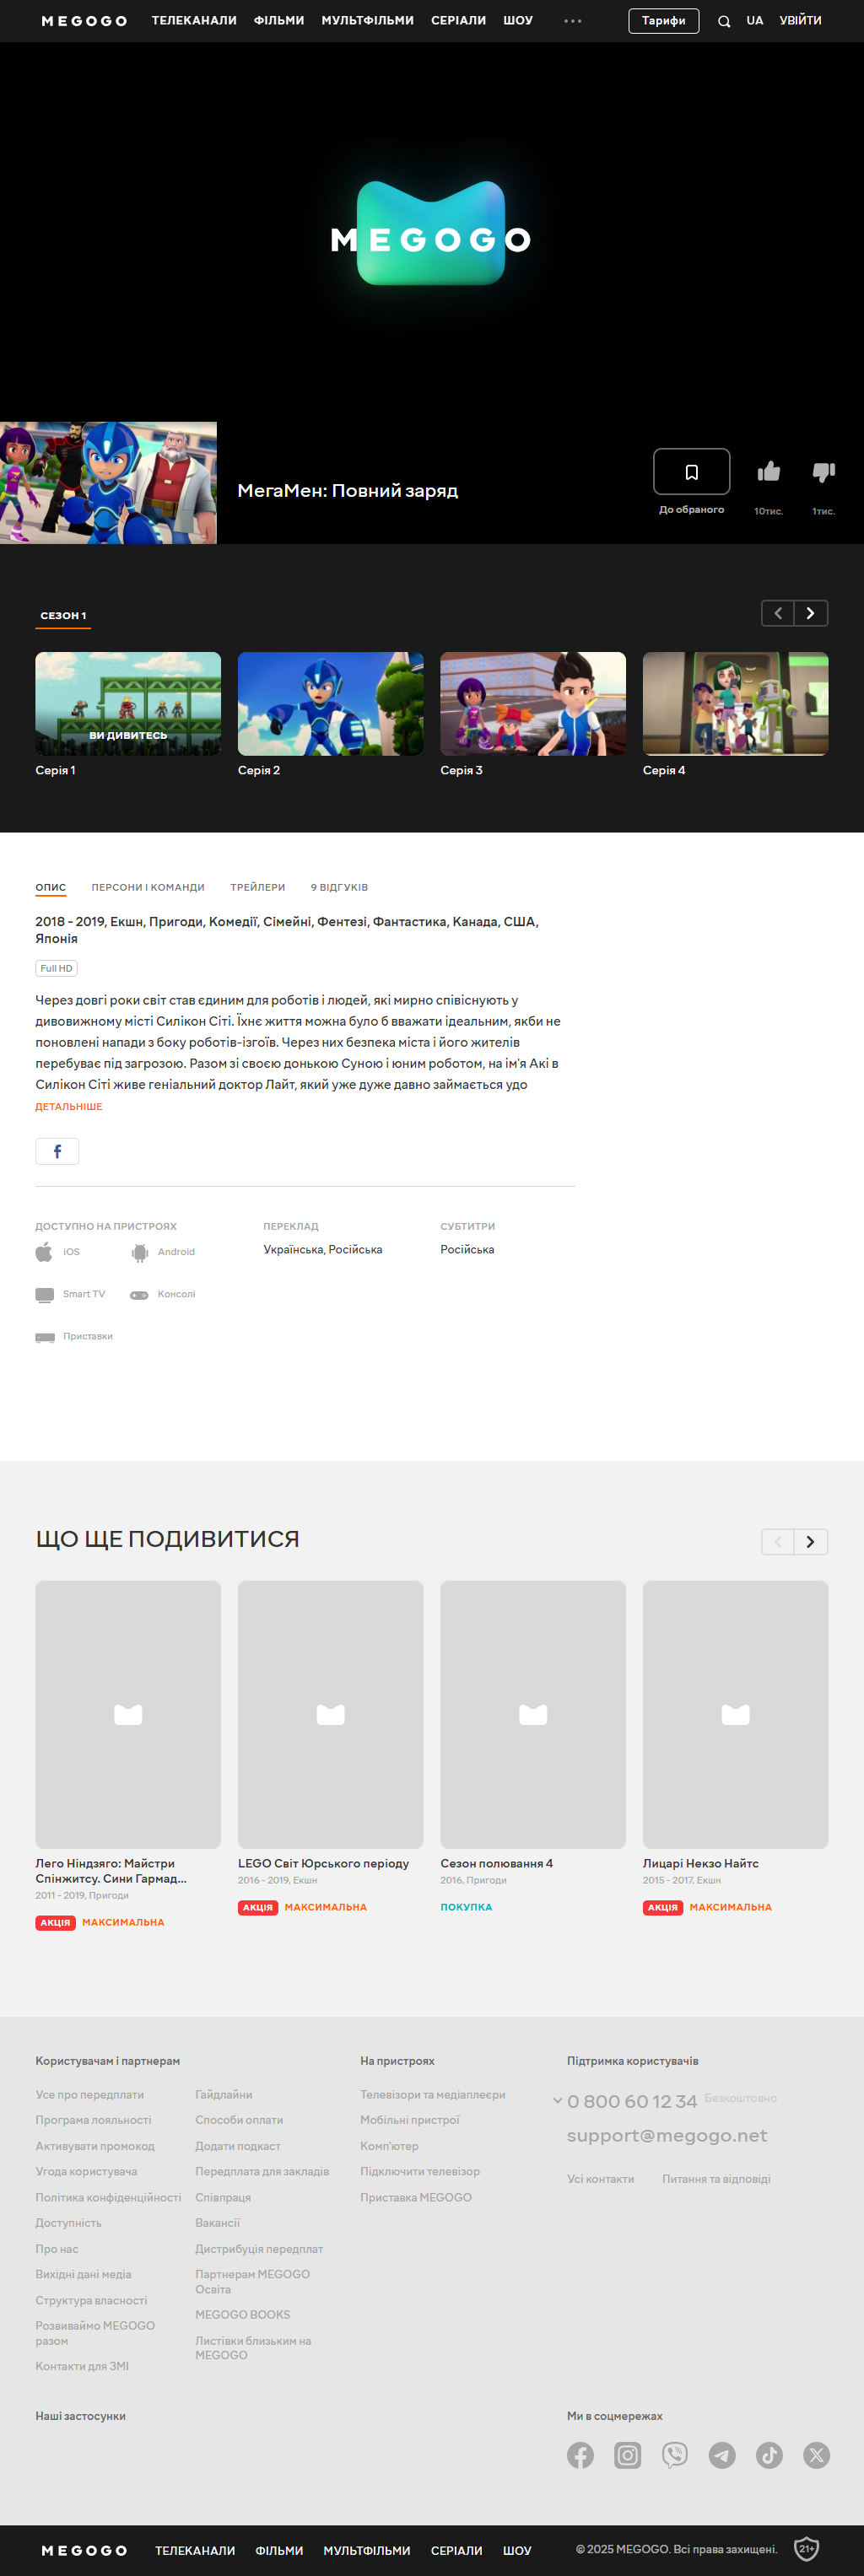 MEGOGO ТЕЛЕКАНАЛИ ФІЛЬМИ МУЛЬТФІЛЬМИ СЕРІАЛИ ШОУ Тарифи UA УВІЙТИ
MEGOGO
МегаМен: Повний заряд
До обраного 10тис. 1тис.
СЕЗОН 1
ВИ ДИВИТЕСЬ
Серія 1 Серія 2 Серія 3 Серія 4
ОПИС ПЕРСОНИ І КОМАНДИ ТРЕЙЛЕРИ 9 ВІДГУКІВ
2018 - 2019, Екшн, Пригоди, Комедії, Сімейні, Фентезі, Фантастика, Канада, США,
Японія
Full HD
Через довгі роки світ став єдиним для роботів і людей, які мирно співіснують у
дивовижному місті Силікон Сіті. Їхнє життя можна було б вважати ідеальним, якби не
поновлені напади з боку роботів-ізгоїв. Через них безпека міста і його жителів
перебуває під загрозою. Разом зі своєю донькою Суною і юним роботом, на ім'я Акі в
Силікон Сіті живе геніальний доктор Лайт, який уже дуже давно займається удо
ДЕТАЛЬНІШЕ
ДОСТУПНО НА ПРИСТРОЯХ ПЕРЕКЛАД СУБТИТРИ
iOS Android Українська, Російська Російська
Smart TV Консолі
Приставки
ЩО ЩЕ ПОДИВИТИСЯ
Лего Ніндзяго: Майстри
Спінжитсу. Сини Гармад...
2011 - 2019, Пригоди
АКЦІЯ МАКСИМАЛЬНА
LEGO Світ Юрського періоду
2016 - 2019, Екшн
АКЦІЯ МАКСИМАЛЬНА
Сезон полювання 4
2016, Пригоди
ПОКУПКА
Лицарі Нексо Найтс
2015 - 2017, Екшн
АКЦІЯ МАКСИМАЛЬНА
Користувачам і партнерам
Усе про передплати
Програма лояльності
Активувати промокод
Угода користувача
Політика конфіденційності
Доступність
Про нас
Вихідні дані медіа
Структура власності
Розвиваймо MEGOGO
разом
Контакти для ЗМІ
Гайдлайни
Способи оплати
Додати подкаст
Передплата для закладів
Співпраця
Вакансії
Дистрибуція передплат
Партнерам MEGOGO
Освіта
MEGOGO BOOKS
Листівки близьким на
MEGOGO
На пристроях
Телевізори та медіаплеєри
Мобільні пристрої
Комп'ютер
Підключити телевізор
Приставка MEGOGO
Підтримка користувачів
0 800 60 12 34 Безкоштовно
support@megogo.net
Усі контакти Питання та відповіді
Наші застосунки
Ми в соцмережах
MEGOGO ТЕЛЕКАНАЛИ ФІЛЬМИ МУЛЬТФІЛЬМИ СЕРІАЛИ ШОУ © 2025 MEGOGO. Всі права захищені. 21+